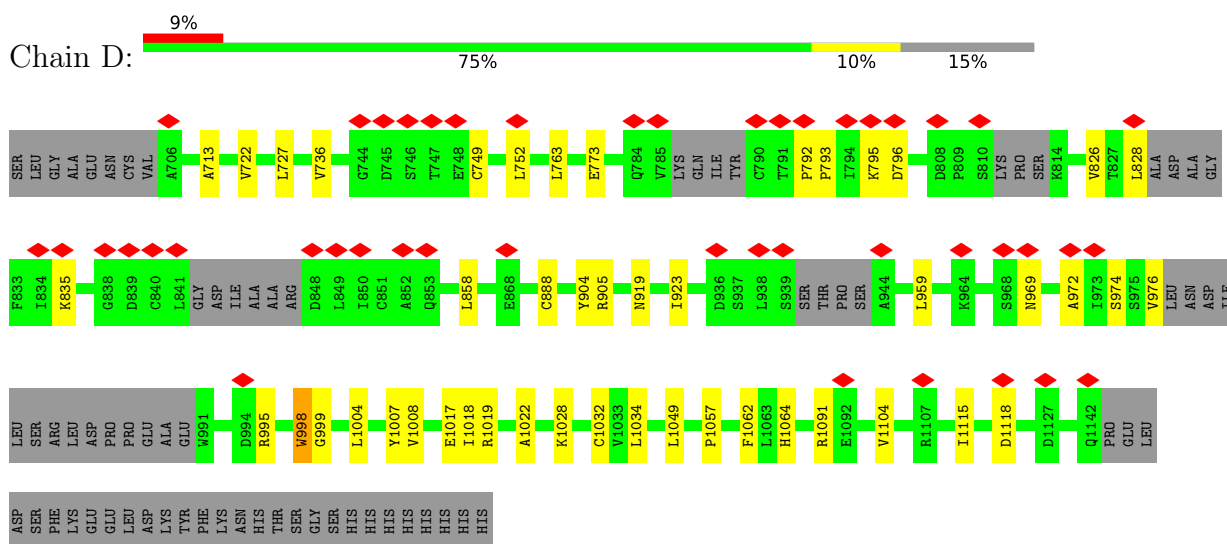 9%
Chain D:
75% 10% 15%
SER LEU GLY ALA GLU ASN CYS VAL A706 A713 V722 L727 V736 G744 D745 S746 T747 E748 C749 L752 L763 E773 Q784 V785 LYS GLN ILE TYR C790 T791 P792 P793 I794 K795 D796 D808 P809 S810 LYS PRO SER K814 V826 T827 L828 ALA ASP ALA GLY
F833 I834 K835 G838 D839 C840 L841 GLY ASP ILE ALA ALA ARG D848 L849 I850 C851 A852 Q853 L858 E868 C888 Y904 R905 N919 I923 D936 S937 L938 S939 SER THR PRO SER A944 L959 K964 S968 N969 A972 I973 S974 S975 V976 LEU ASN ASP ILE
LEU SER ARG LEU ASP PRO PRO GLU ALA GLU W991 D994 R995 W998 G999 L1004 Y1007 V1008 E1017 I1018 R1019 A1022 K1028 C1032 V1033 L1034 L1049 P1057 F1062 L1063 H1064 R1091 E1092 V1104 R1107 I1115 D1118 D1127 Q1142 PRO GLU LEU
ASP SER PHE LYS GLU GLU LEU ASP LYS TYR PHE LYS ASN HIS THR SER GLY SER HIS HIS HIS HIS HIS HIS HIS HIS